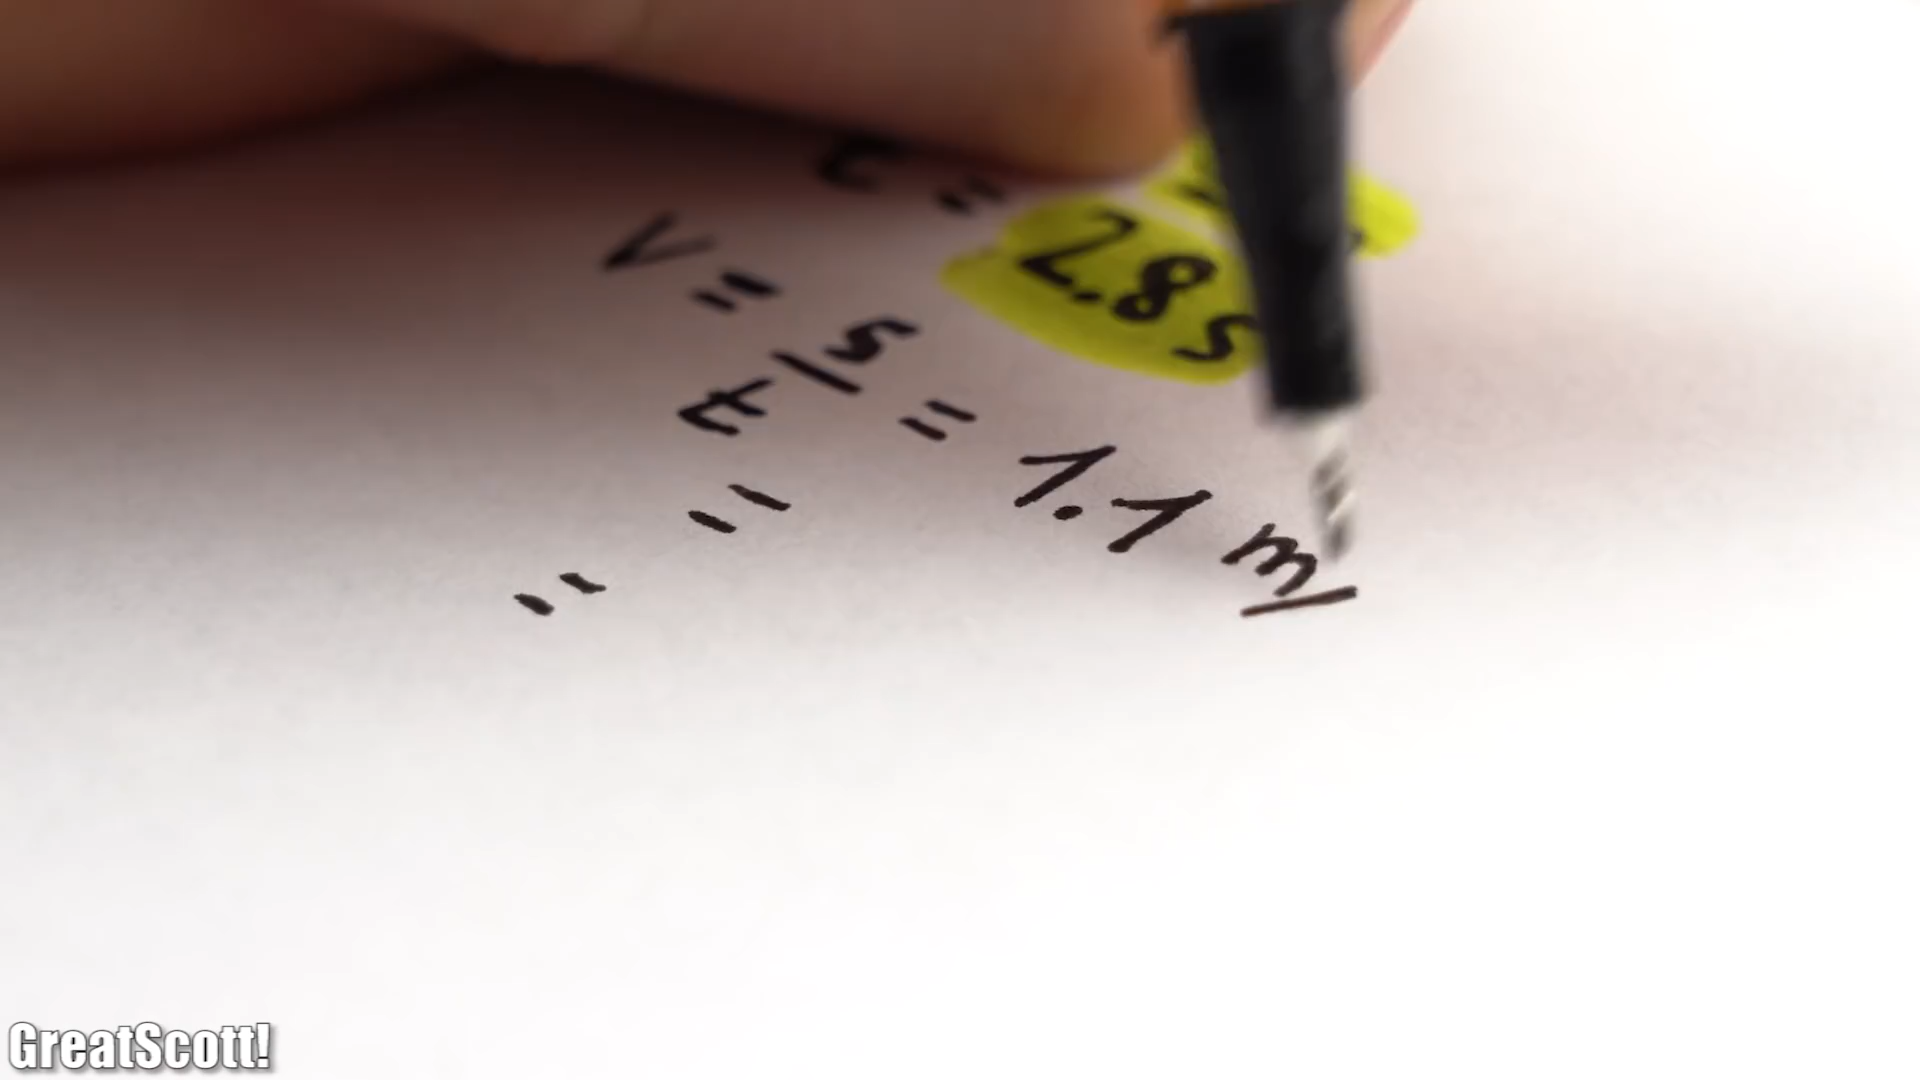 t = 2.8s
V = s/t = 1.1 m
=
=
GreatScott!